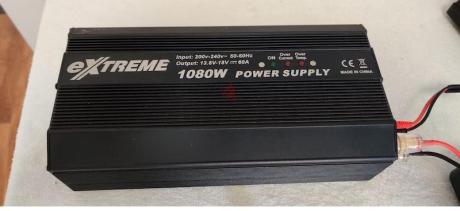 eXTREME
Input: 200v-240v~ 50-60Hz
Output: 13.8V-18V 60A
1080W POWER SUPPLY
ON
Over Current
Over Temp.
CE
MADE IN CHINA